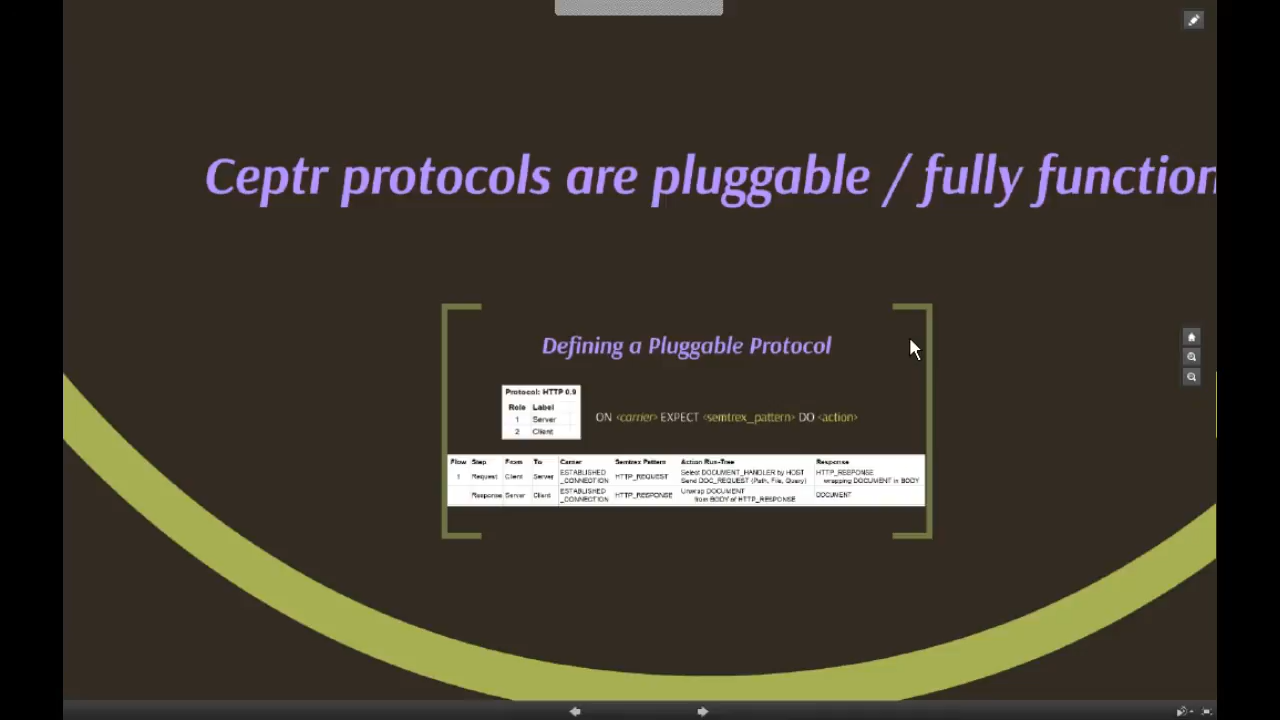 Ceptr protocols are pluggable / fully function
Defining a Pluggable Protocol
Protocol: HTTP 0.9
Role Label
1 Server
2 Client
ON <carrier> EXPECT <semtrex_pattern> DO <action>
Flow Step From To Carrier Semtrex Pattern Action Run-Tree Response
1 Request Client Server ESTABLISHED _CONNECTION HTTP_REQUEST Select DOCUMENT_HANDLER by HOST Send DOC_REQUEST (Path, File, Query) HTTP_RESPONSE wrapping DOCUMENT in BODY
Response Server Client ESTABLISHED _CONNECTION HTTP_RESPONSE Unwrap DOCUMENT from BODY of HTTP_RESPONSE DOCUMENT